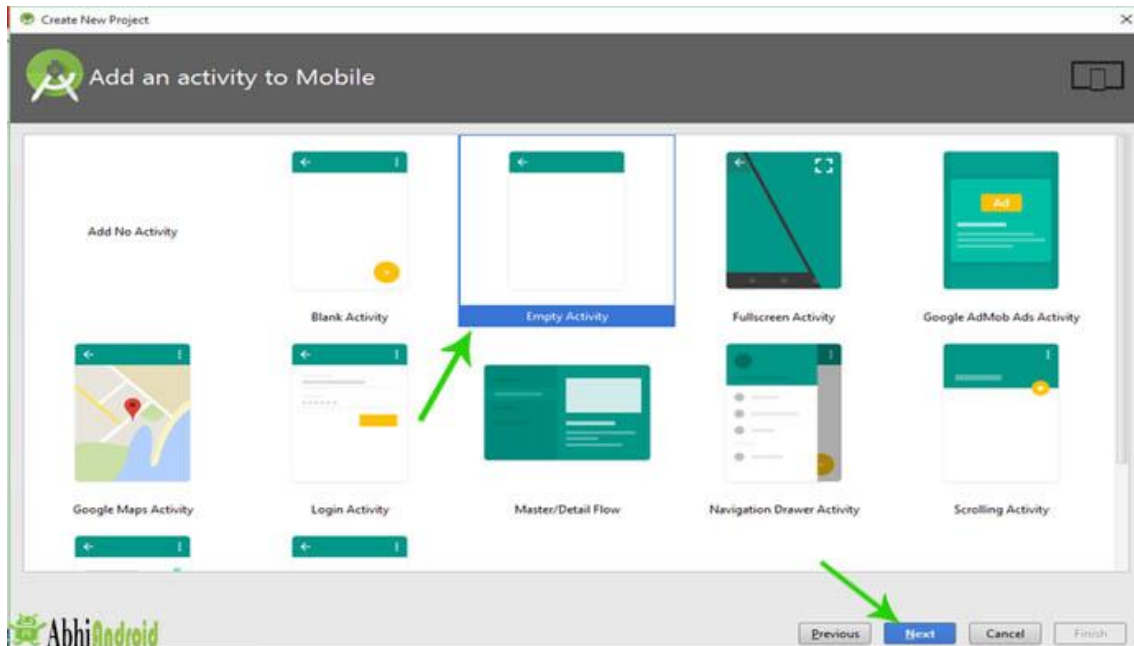 Create New Project
Add an activity to Mobile
Add No Activity
Blank Activity
Empty Activity
Fullscreen Activity
Ad
Google AdMob Ads Activity
Google Maps Activity
Login Activity
Master/Detail Flow
Navigation Drawer Activity
Scrolling Activity
AbhiAndroid
Previous
Next
Cancel
Finish